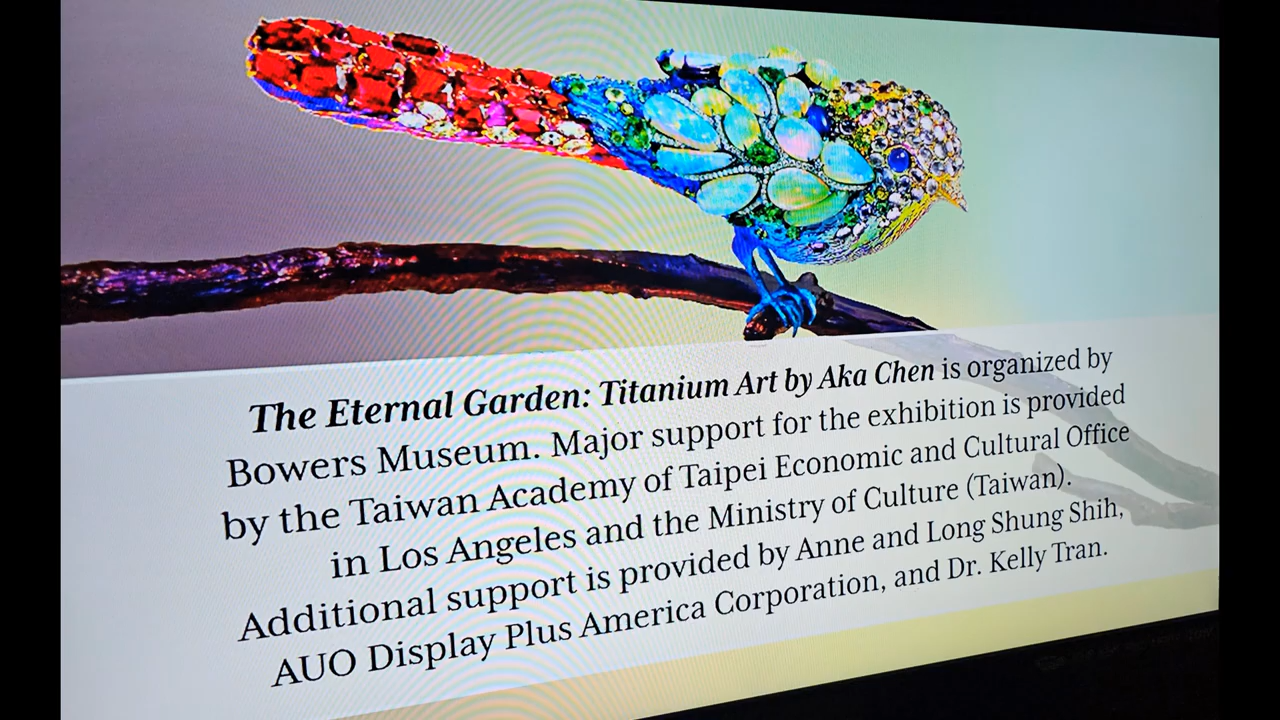 The Eternal Garden: Titanium Art by Aka Chen is organized by
Bowers Museum. Major support for the exhibition is provided
by the Taiwan Academy of Taipei Economic and Cultural Office
in Los Angeles and the Ministry of Culture (Taiwan).
Additional support is provided by Anne and Long Shung Shih,
AUO Display Plus America Corporation, and Dr. Kelly Tran.